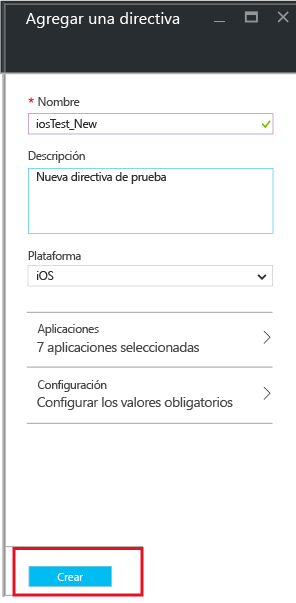 Agregar una directiva
* Nombre
iosTest_New
Descripción
Nueva directiva de prueba
Plataforma
iOS
Aplicaciones
7 aplicaciones seleccionadas
Configuración
Configurar los valores obligatorios
Crear